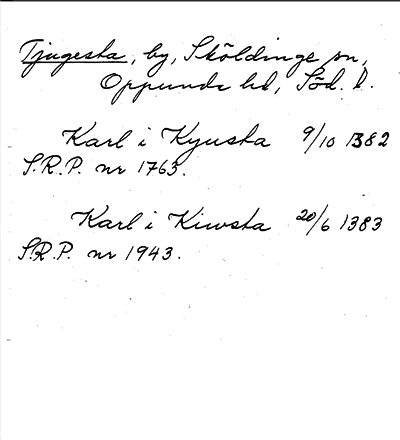 Tjugesta, by, Sköldinge sn,
Oppunda hd, Söd. l.
Karl i Kyusta 9/10 1382
S.R.P. nr 1763.
Karl i Kiwsta 20/6 1383
S.R.P. nr 1943.